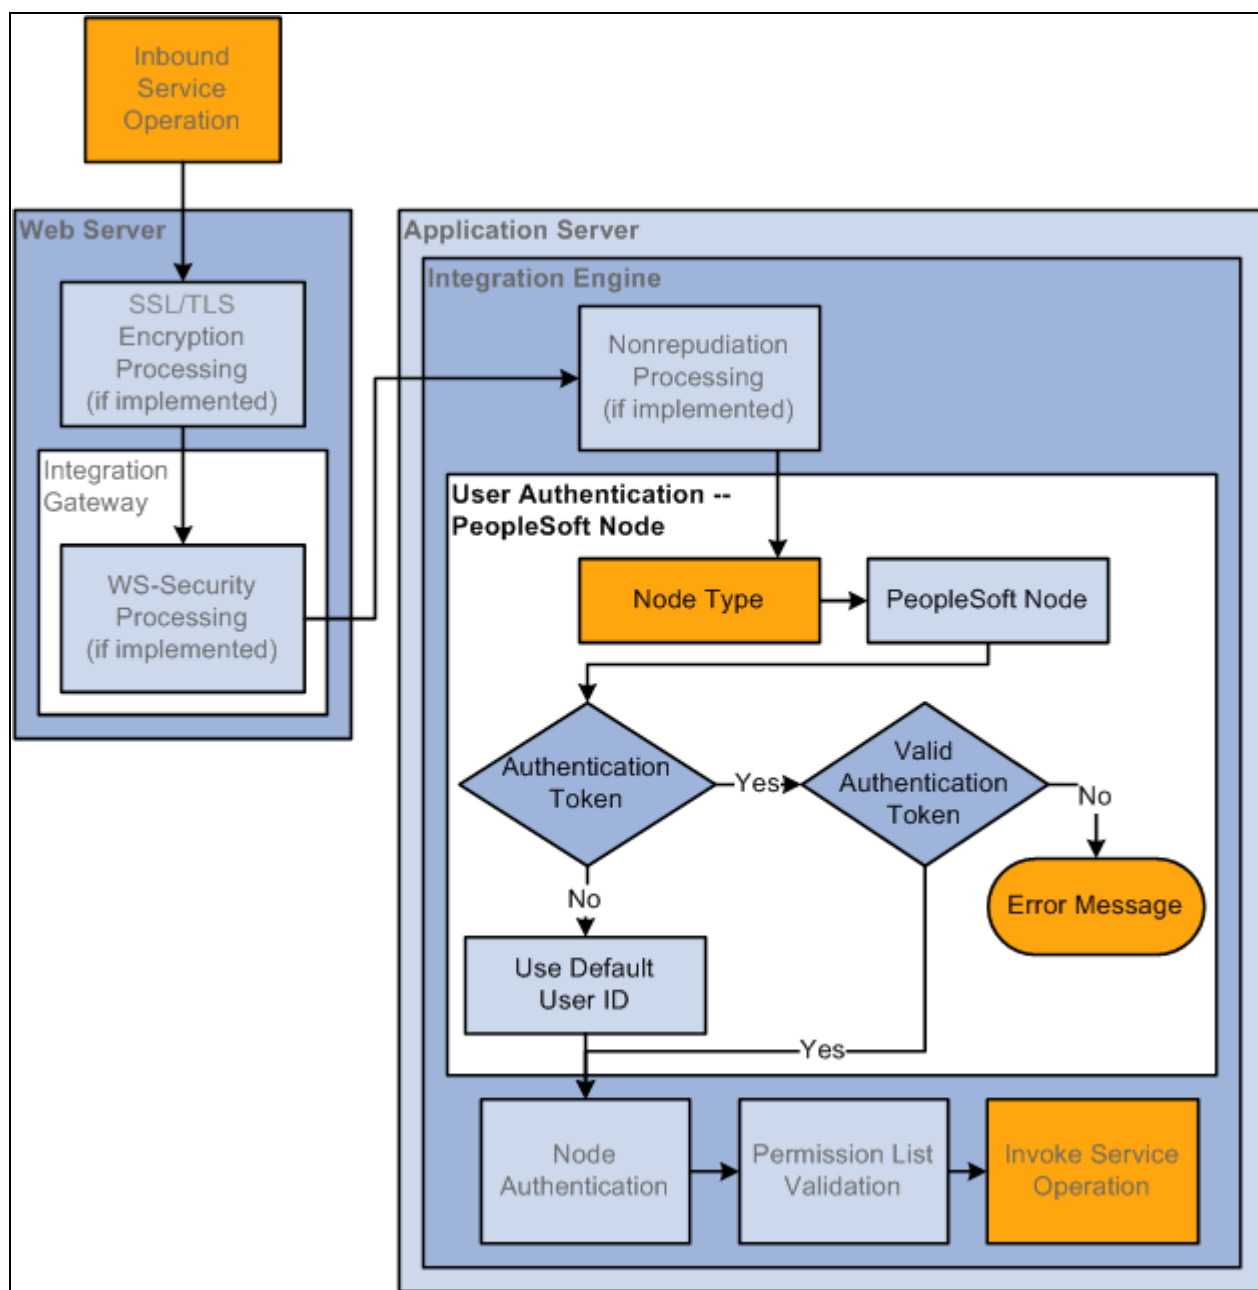 Inbound
Service
Operation
Web Server
SSL/TLS
Encryption
Processing
(if implemented)
Integration
Gateway
WS-Security
Processing
(if implemented)
Application Server
Integration Engine
Nonrepudiation
Processing
(if implemented)
User Authentication --
PeopleSoft Node
Node Type
PeopleSoft Node
Authentication
Token
Yes
Valid
Authentication
Token
No
Error Message
No
Use Default
User ID
Yes
Node
Authentication
Permission List
Validation
Invoke Service
Operation